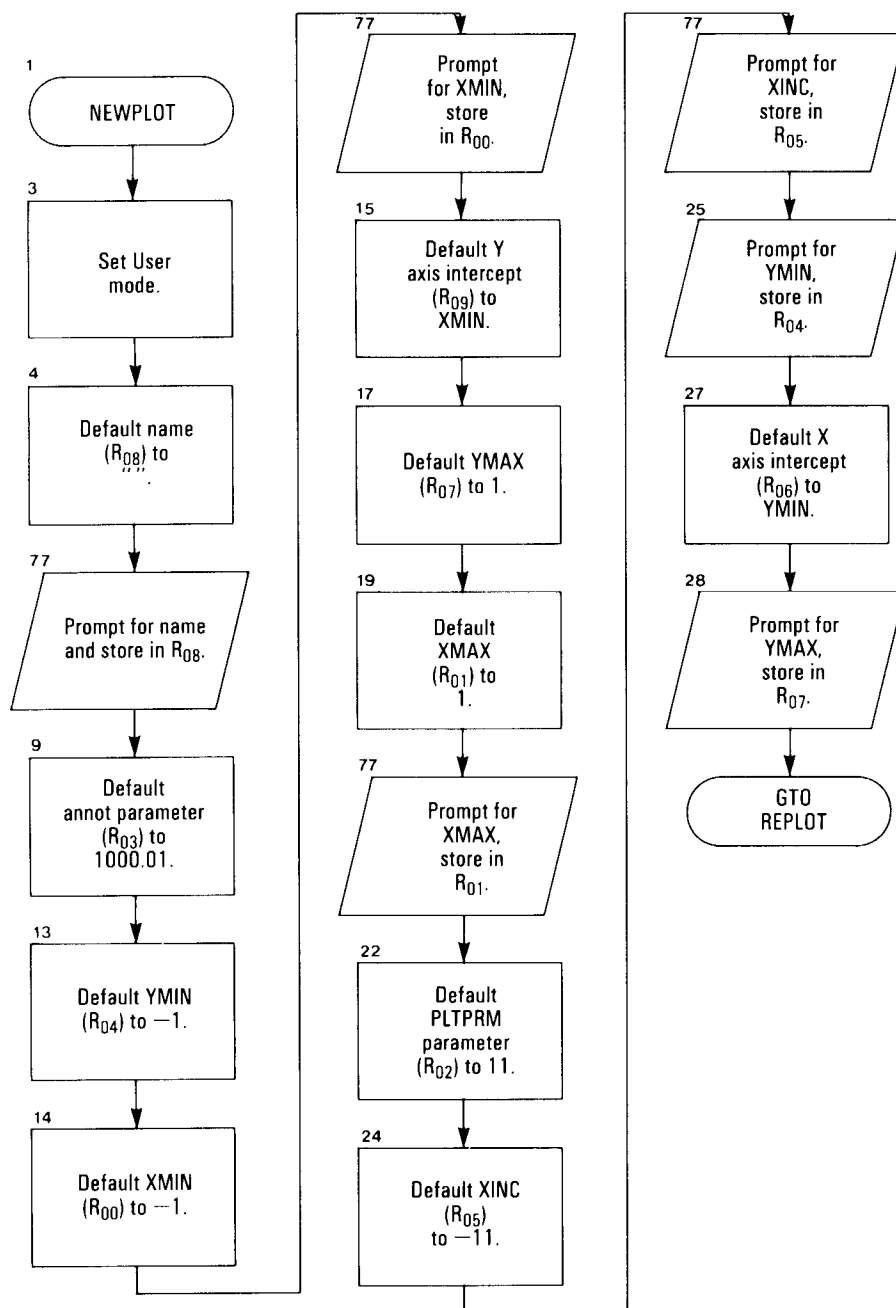 1
NEWPLOT
3
Set User
mode.
4
Default name
(R08) to
“ ”.
77
Prompt for name
and store in R08.
9
Default
annot parameter
(R03) to
1000.01.
13
Default YMIN
(R04) to —1.
14
Default XMIN
(R00) to —1.
77
Prompt
for XMIN,
store
in R00.
15
Default Y
axis intercept
(R09) to
XMIN.
17
Default YMAX
(R07) to 1.
19
Default
XMAX
(R01) to
1.
77
Prompt for
XMAX,
store in
R01.
22
Default
PLTPRM
parameter
(R02) to 11.
24
Default XINC
(R05)
to —11.
77
Prompt for
XINC,
store in
R05.
25
Prompt for
YMIN,
store in
R04.
27
Default X
axis intercept
(R06) to
YMIN.
28
Prompt for
YMAX,
store in
R07.
GTO
REPLOT